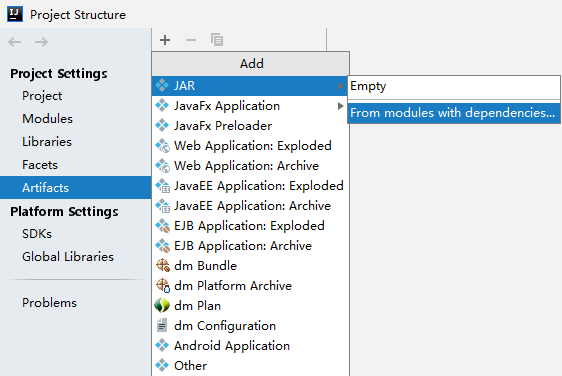 IJ
Project Structure
Project Settings
Project
Modules
Libraries
Facets
Artifacts
Platform Settings
SDKs
Global Libraries
Problems
Add
JAR
JavaFx Application
JavaFx Preloader
Web Application: Exploded
Web Application: Archive
JavaEE Application: Exploded
JavaEE Application: Archive
EJB Application: Exploded
EJB Application: Archive
dm Bundle
dm Platform Archive
dm Plan
dm Configuration
Android Application
Other
Empty
From modules with dependencies...